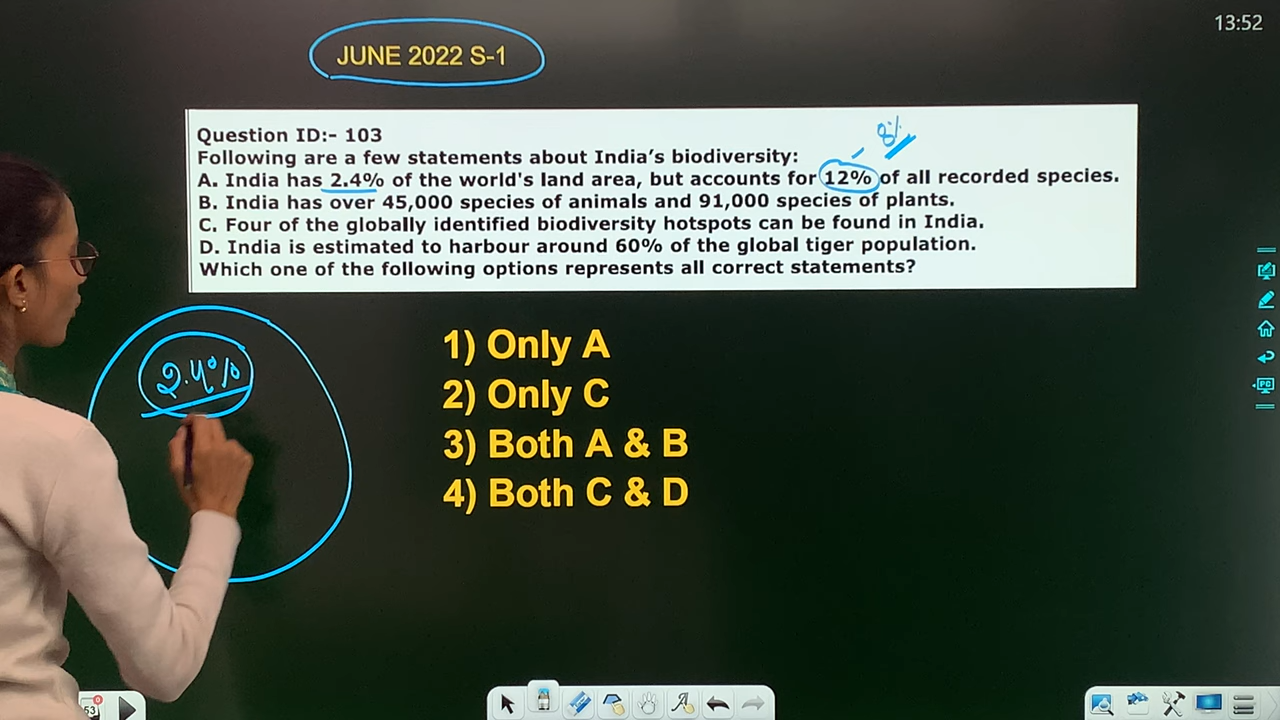 13:52
JUNE 2022 S-1
8%
Question ID:- 103
Following are a few statements about India's biodiversity:
A. India has 2.4% of the world's land area, but accounts for 12% of all recorded species.
B. India has over 45,000 species of animals and 91,000 species of plants.
C. Four of the globally identified biodiversity hotspots can be found in India.
D. India is estimated to harbour around 60% of the global tiger population.
Which one of the following options represents all correct statements?
2.4%
1) Only A
2) Only C
3) Both A & B
4) Both C & D
PC
53
0
A